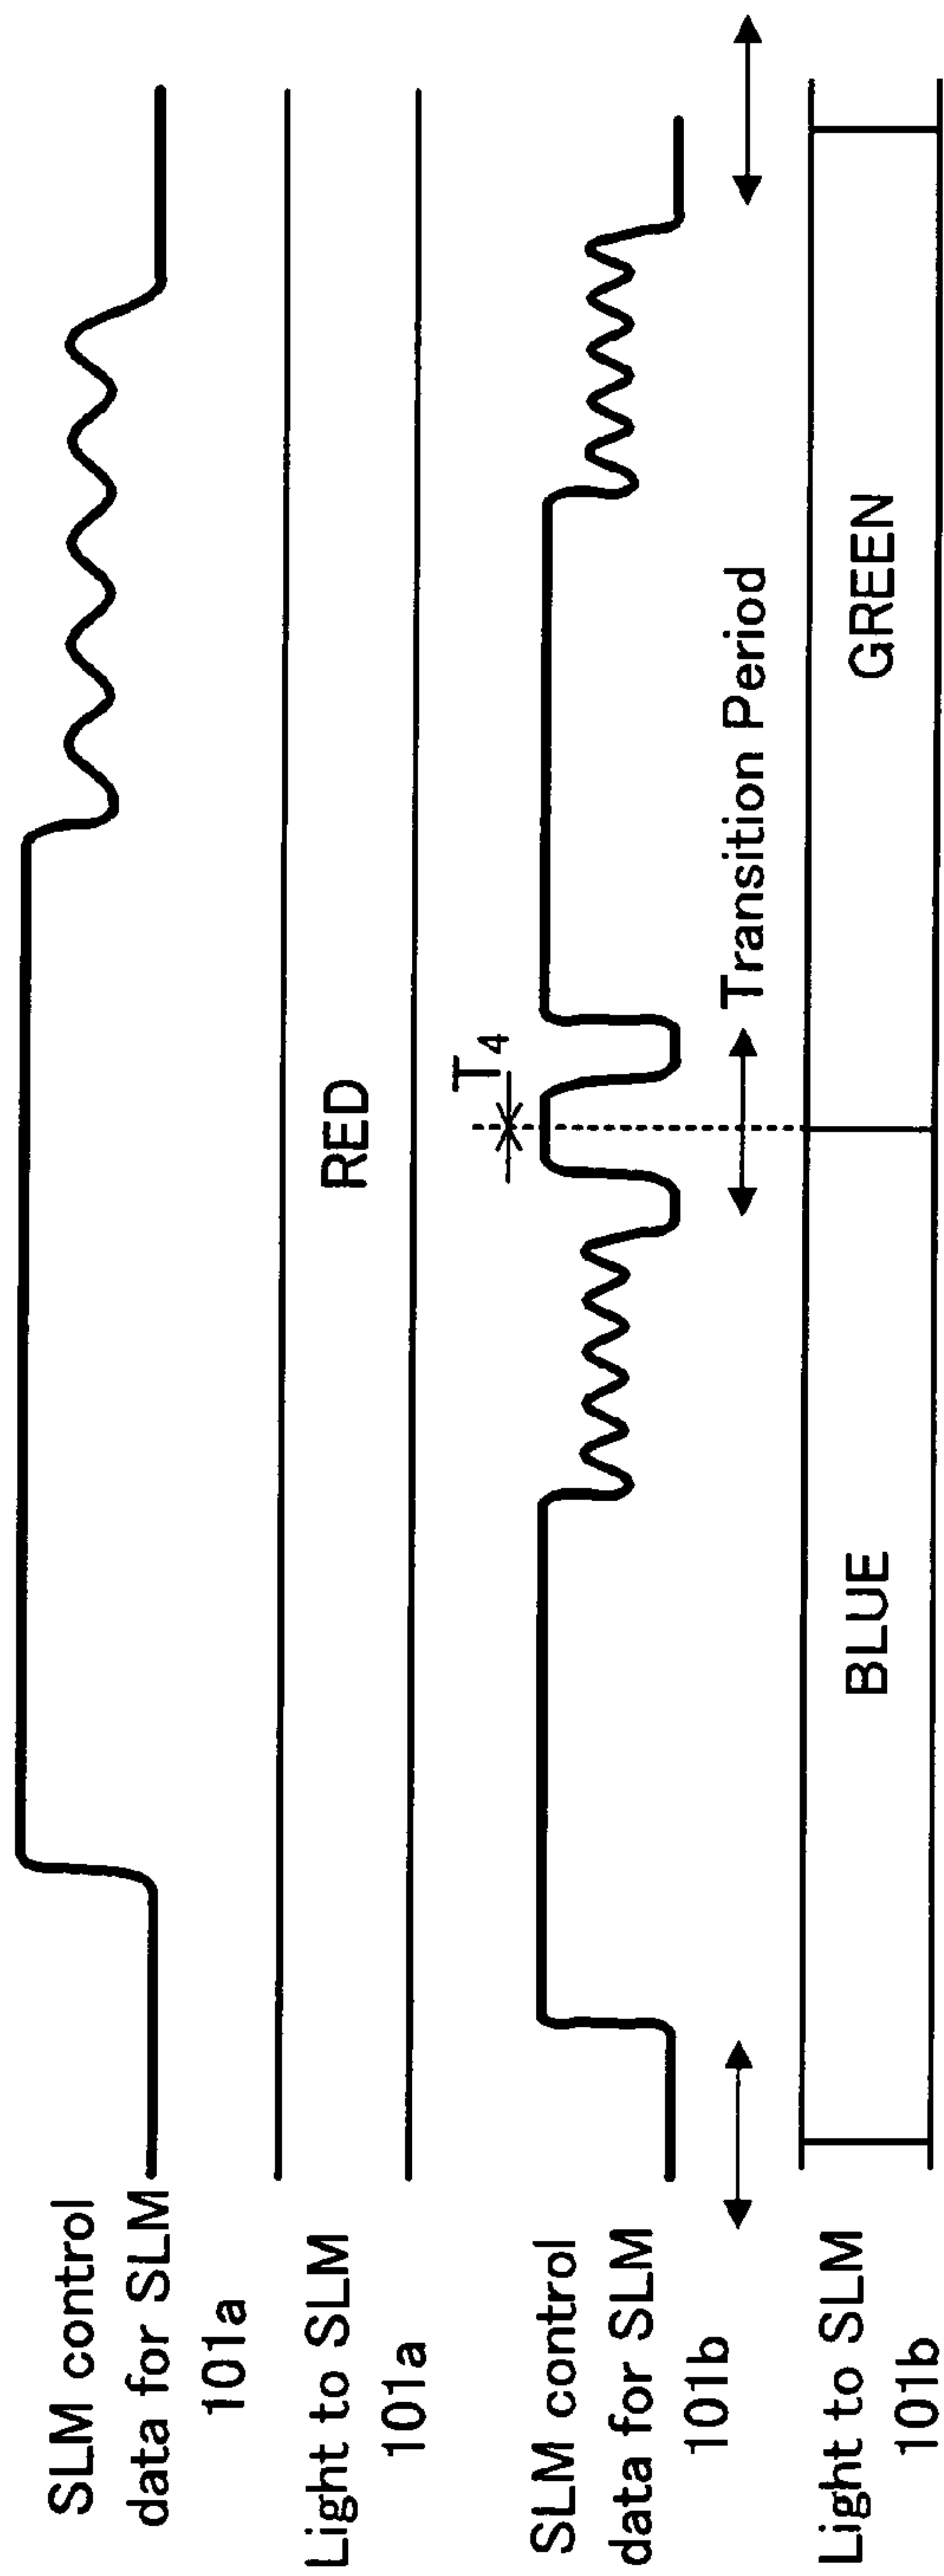 SLM control
data for SLM
101a
Light to SLM
101a
RED
SLM control
data for SLM
101b
T4
Transition Period
Light to SLM
101b
BLUE
GREEN